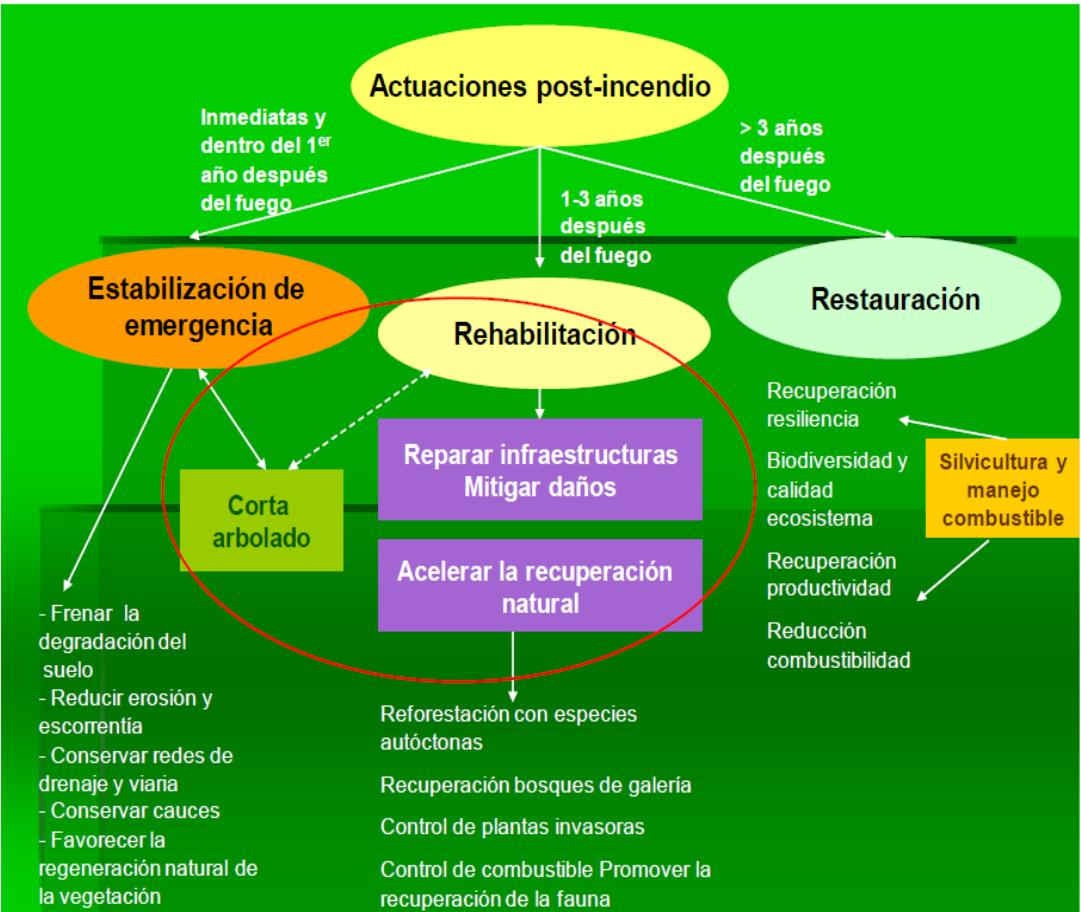 Actuaciones post-incendio
Inmediatas y
dentro del 1er
año después
del fuego
1-3 años
después
del fuego
> 3 años
después
del fuego
Estabilización de
emergencia
Rehabilitación
Restauración
Corta
arbolado
Reparar infraestructuras
Mitigar daños
Acelerar la recuperación
natural
Recuperación
resiliencia
Biodiversidad y
calidad
ecosistema
Recuperación
productividad
Reducción
combustibilidad
Silvicultura y
manejo
combustible
- Frenar la
degradación del
suelo
- Reducir erosión y
escorrentía
- Conservar redes de
drenaje y viaria
- Conservar cauces
- Favorecer la
regeneración natural de
la vegetación
Reforestación con especies
autóctonas
Recuperación bosques de galería
Control de plantas invasoras
Control de combustible Promover la
recuperación de la fauna